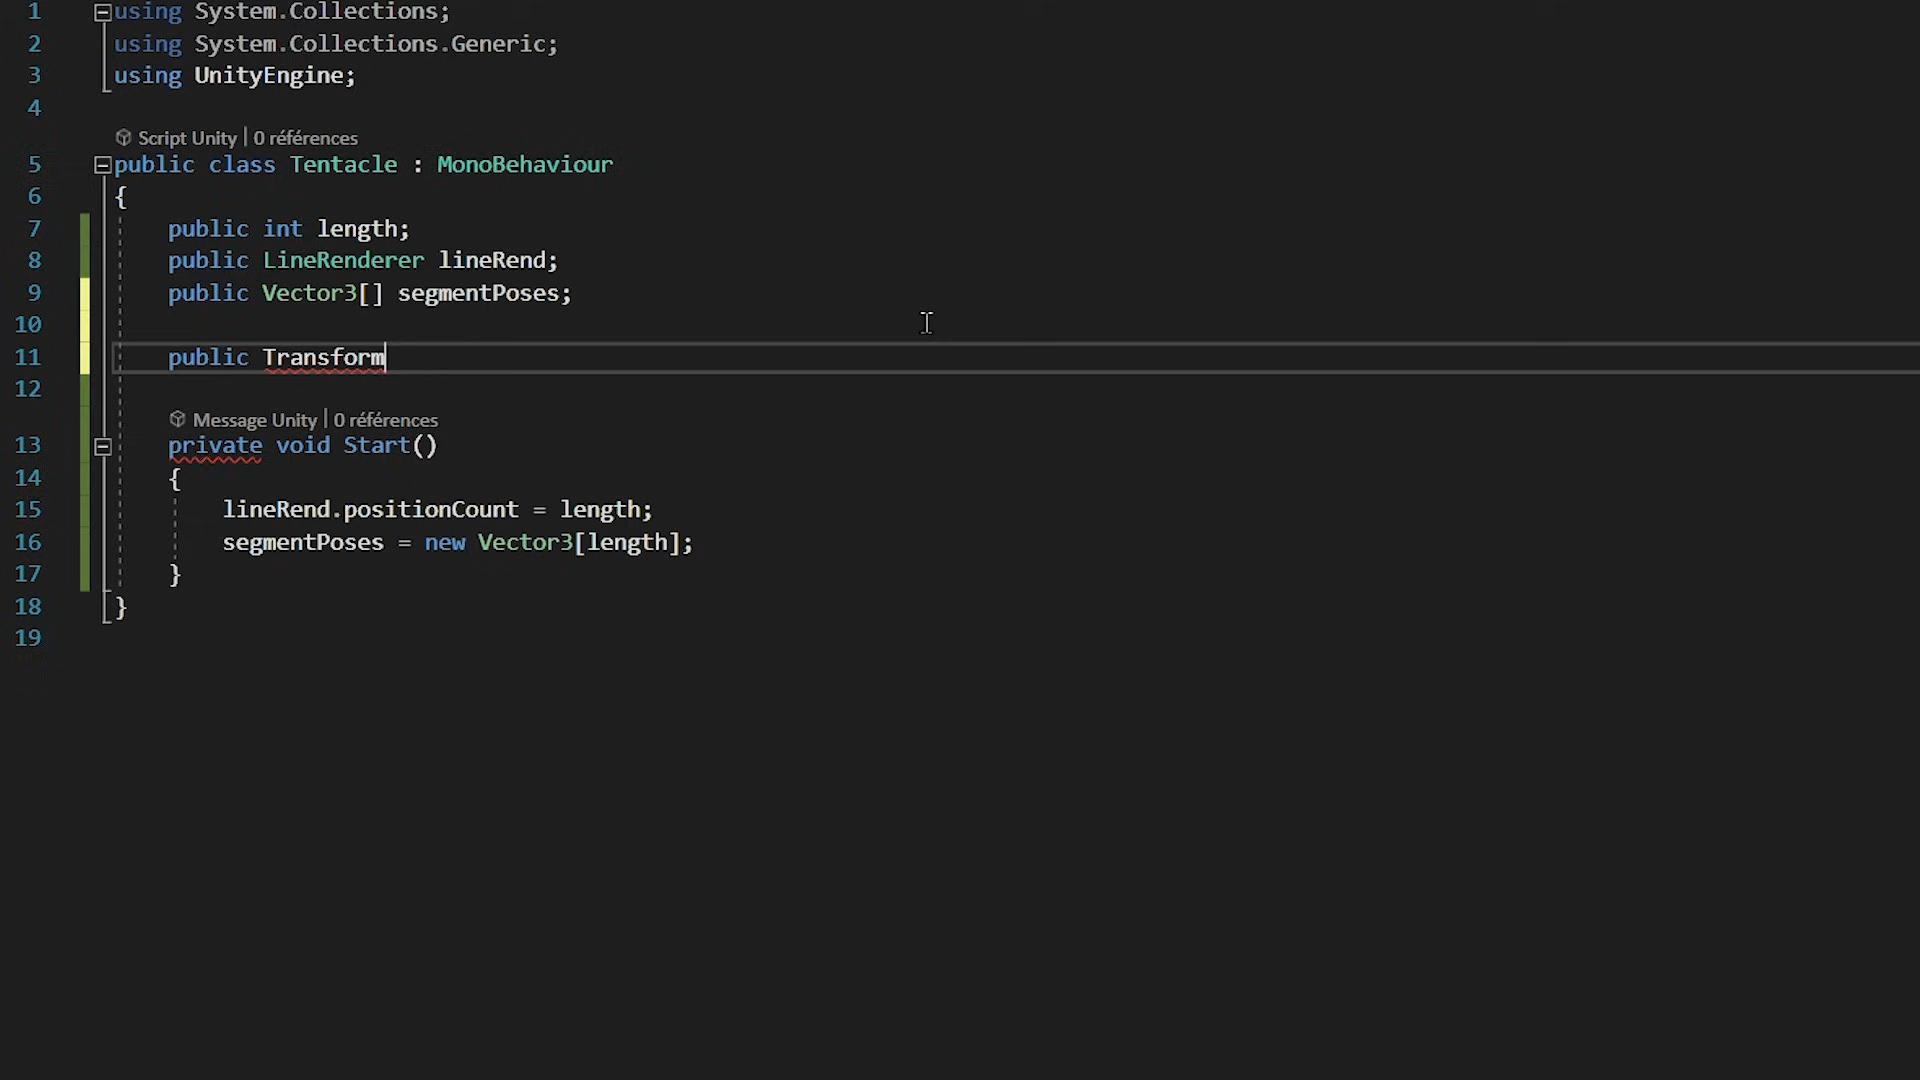 1 using System.Collections;
2 using System.Collections.Generic;
3 using UnityEngine;
4
Script Unity | 0 références
5 public class Tentacle : MonoBehaviour
6 {
7 public int length;
8 public LineRenderer lineRend;
9 public Vector3[] segmentPoses;
10
11 public Transform
12
Message Unity | 0 références
13 private void Start()
14 {
15 lineRend.positionCount = length;
16 segmentPoses = new Vector3[length];
17 }
18 }
19